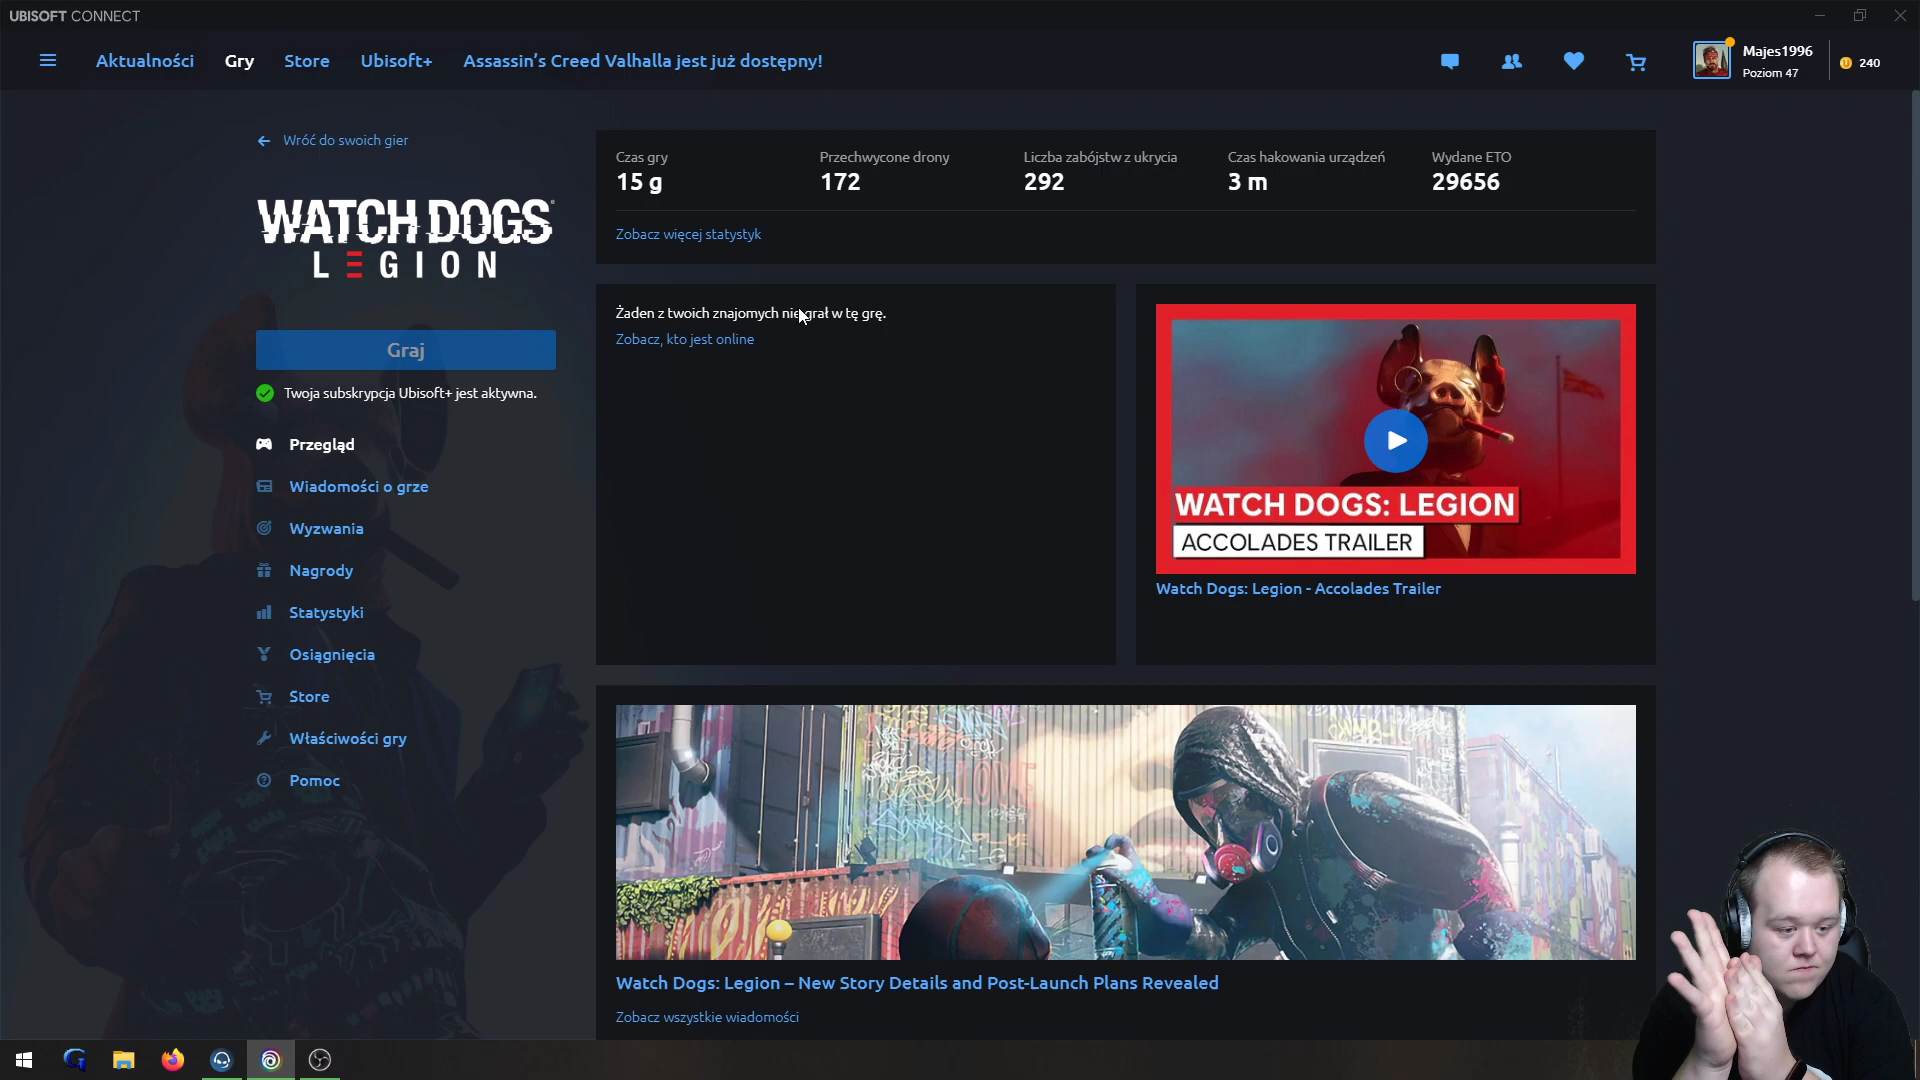 UBISOFT CONNECT
Aktualności
Gry
Store
Ubisoft+
Assassin's Creed Valhalla jest już dostępny!
Majes1996
Poziom 47
240
Wróć do swoich gier
WATCH DOGS
LEGION
Graj
Twoja subskrypcja Ubisoft+ jest aktywna.
Przegląd
Wiadomości o grze
Wyzwania
Nagrody
Statystyki
Osiągnięcia
Store
Właściwości gry
Pomoc
Czas gry
15 g
Przechwycone drony
172
Liczba zabójstw z ukrycia
292
Czas hakowania urządzeń
3 m
Wydane ETO
29656
Zobacz więcej statystyk
Żaden z twoich znajomych nie grał w tę grę.
Zobacz, kto jest online
WATCH DOGS: LEGION
ACCOLADES TRAILER
Watch Dogs: Legion - Accolades Trailer
Watch Dogs: Legion – New Story Details and Post-Launch Plans Revealed
Zobacz wszystkie wiadomości